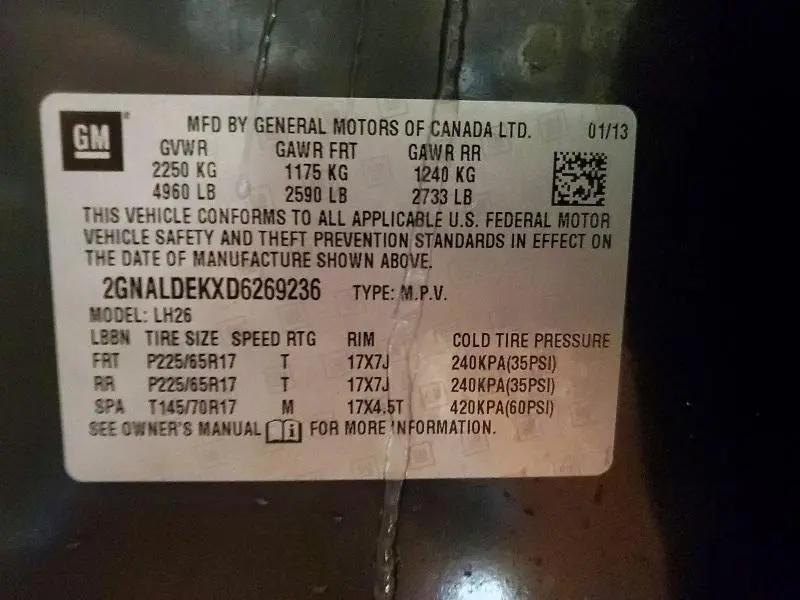 GM
MFD BY GENERAL MOTORS OF CANADA LTD. 01/13
GVWR GAWR FRT GAWR RR
2250 KG 1175 KG 1240 KG
4960 LB 2590 LB 2733 LB
THIS VEHICLE CONFORMS TO ALL APPLICABLE U.S. FEDERAL MOTOR
VEHICLE SAFETY AND THEFT PREVENTION STANDARDS IN EFFECT ON
THE DATE OF MANUFACTURE SHOWN ABOVE.
2GNALDEKXD6269236 TYPE: M.P.V.
MODEL: LH26
LBBN TIRE SIZE SPEED RTG RIM COLD TIRE PRESSURE
FRT P225/65R17 T 17X7J 240KPA(35PSI)
RR P225/65R17 T 17X7J 240KPA(35PSI)
SPA T145/70R17 M 17X4.5T 420KPA(60PSI)
SEE OWNER'S MANUAL FOR MORE INFORMATION.